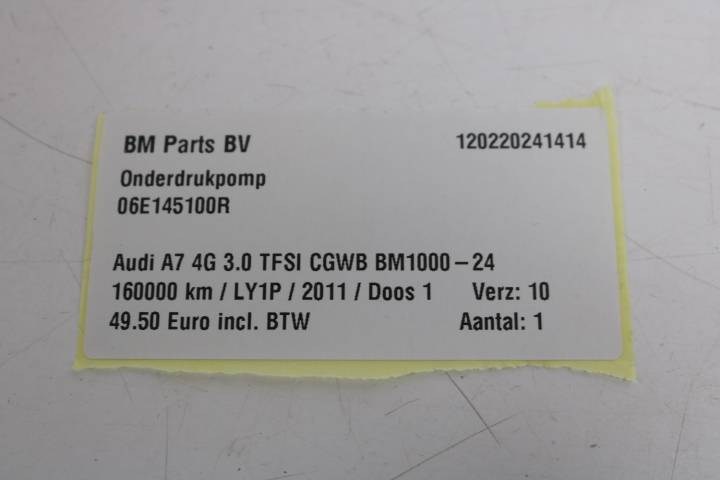 BM Parts BV 120220241414
Onderdrukpomp
06E145100R
Audi A7 4G 3.0 TFSI CGWB BM1000-24
160000 km / LY1P / 2011 / Doos 1 Verz: 10
49.50 Euro incl. BTW Aantal: 1